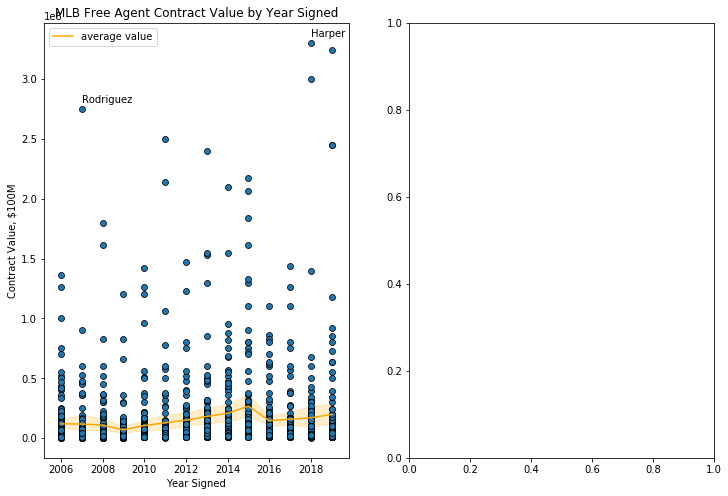 MLB Free Agent Contract Value by Year Signed
1e8
average value
Harper
Rodriguez
3.0
2.5
2.0
1.5
1.0
0.5
0.0
Contract Value, $100M
2006 2008 2010 2012 2014 2016 2018
Year Signed
1.0
0.8
0.6
0.4
0.2
0.0
0.0 0.2 0.4 0.6 0.8 1.0